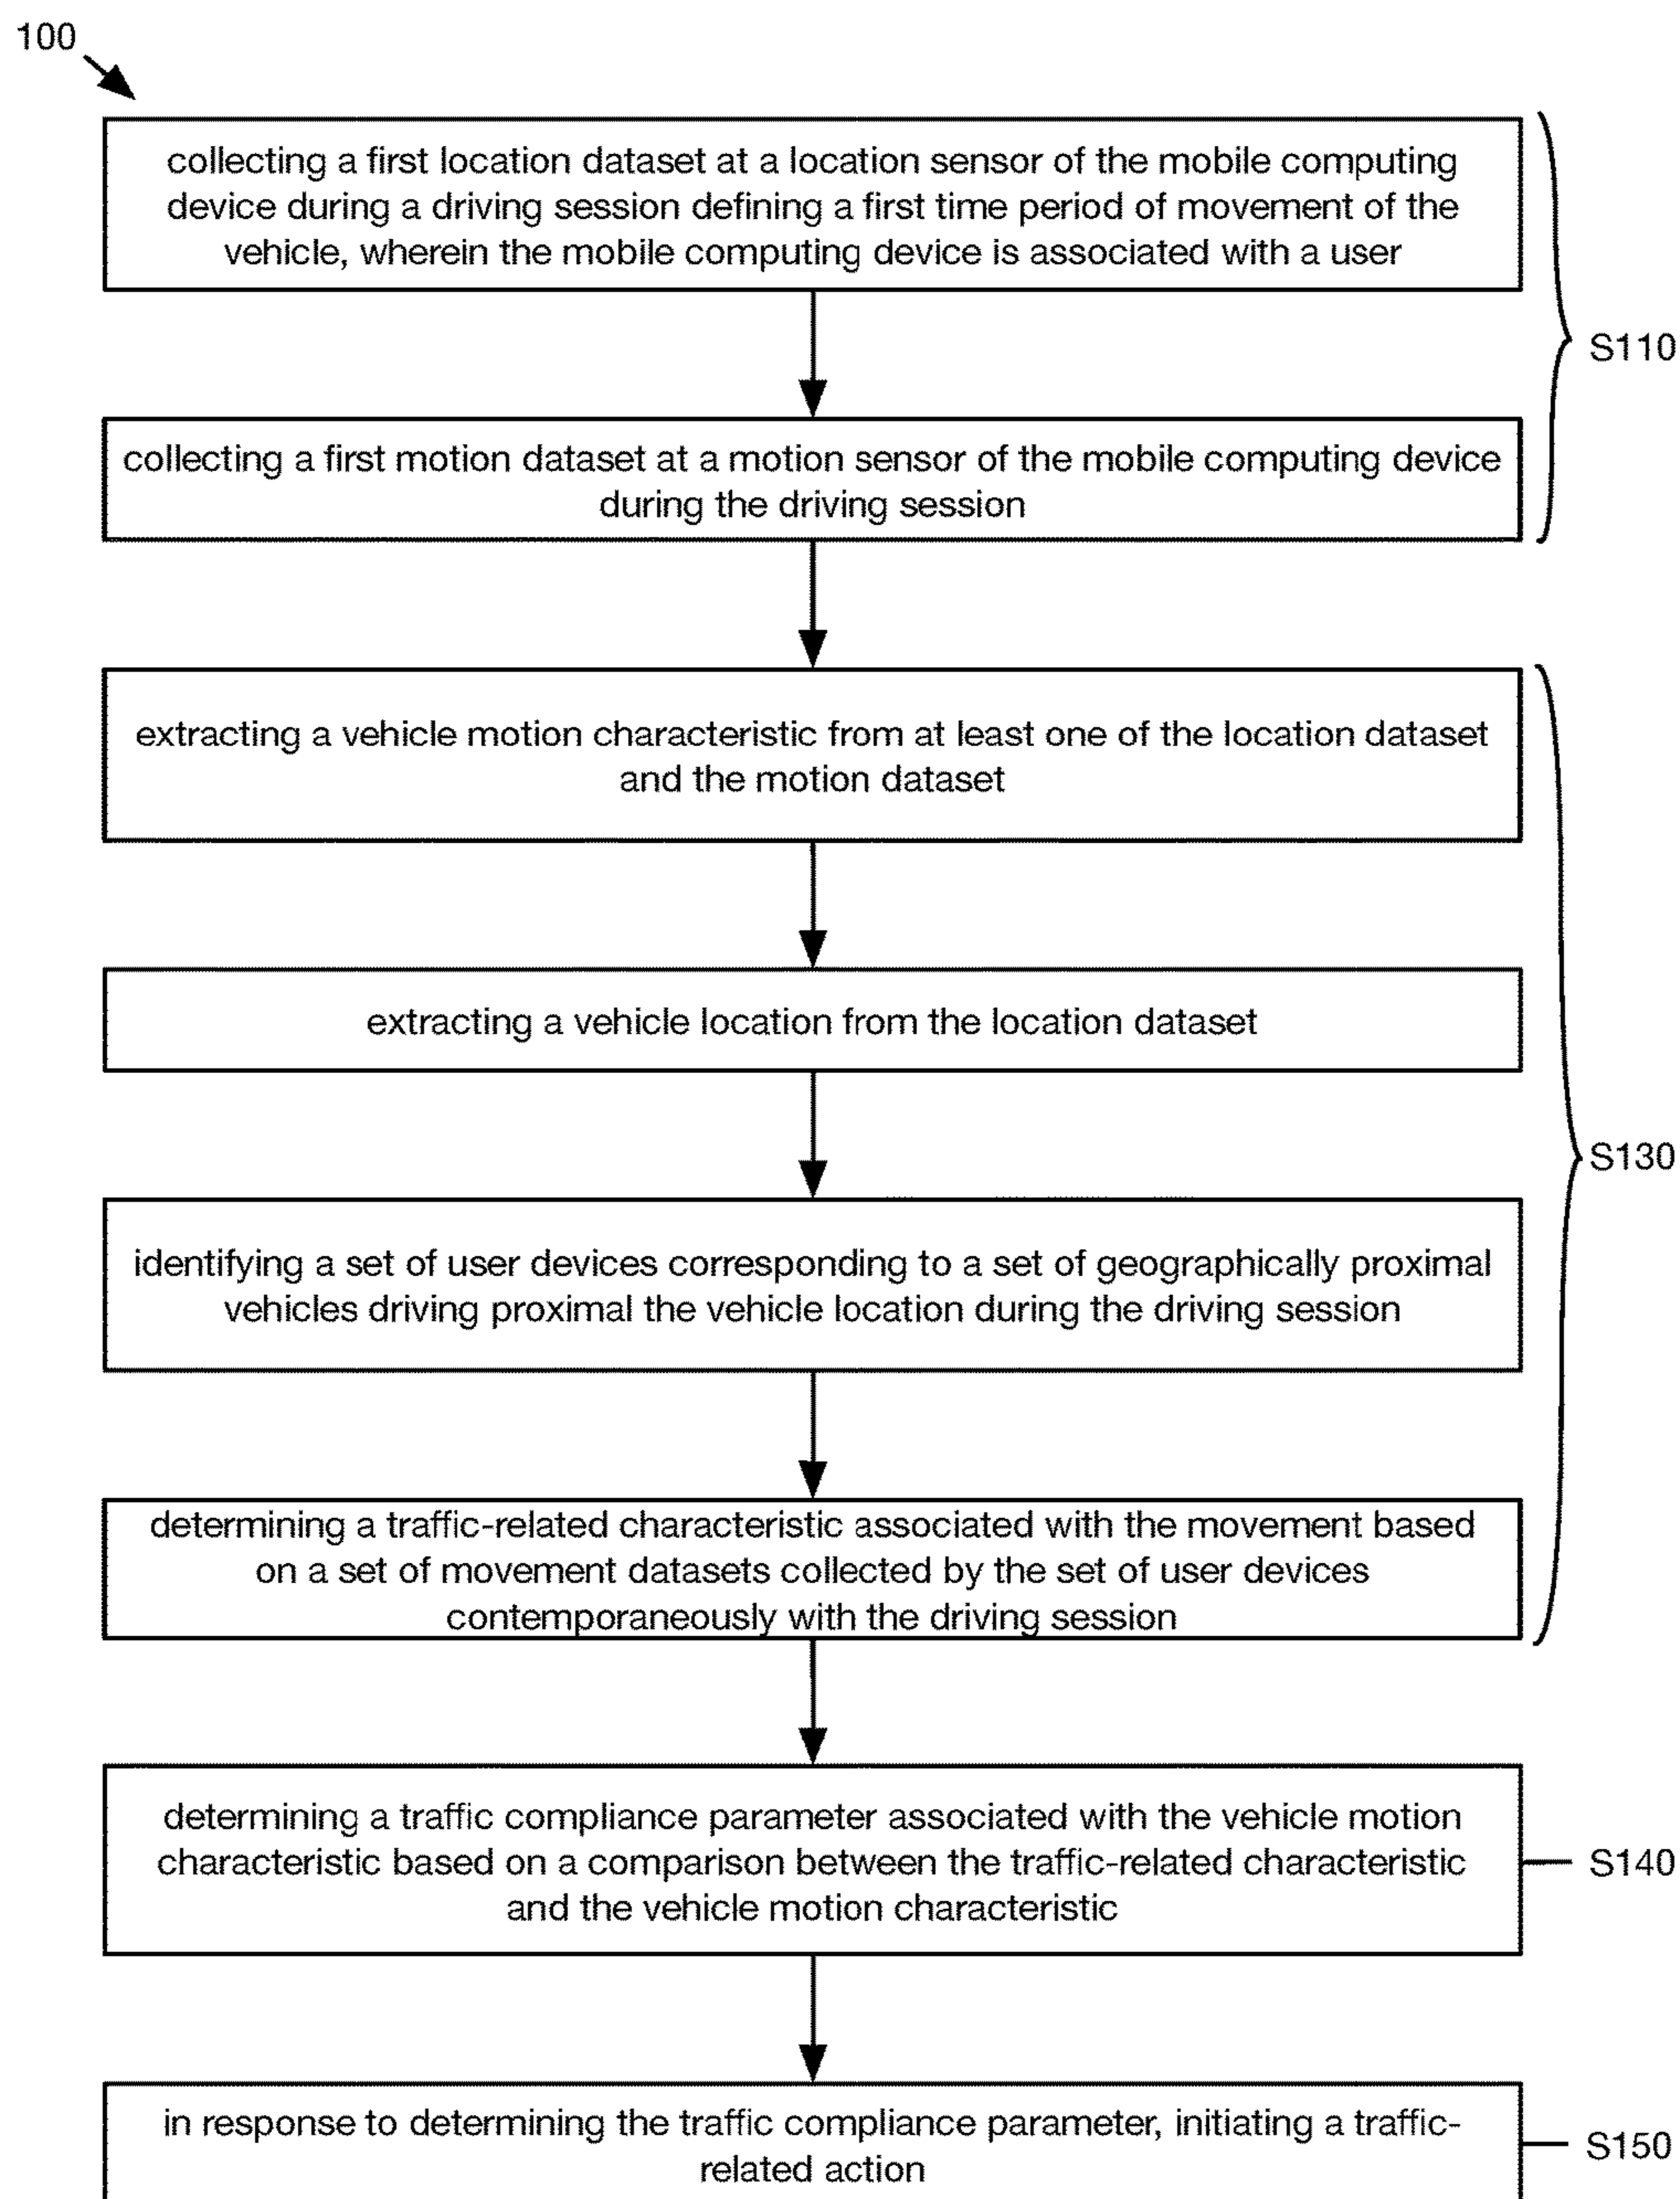 100
collecting a first location dataset at a location sensor of the mobile computing
device during a driving session defining a first time period of movement of the
vehicle, wherein the mobile computing device is associated with a user
S110
collecting a first motion dataset at a motion sensor of the mobile computing device
during the driving session
extracting a vehicle motion characteristic from at least one of the location dataset
and the motion dataset
extracting a vehicle location from the location dataset
S130
identifying a set of user devices corresponding to a set of geographically proximal
vehicles driving proximal the vehicle location during the driving session
determining a traffic-related characteristic associated with the movement based
on a set of movement datasets collected by the set of user devices
contemporaneously with the driving session
determining a traffic compliance parameter associated with the vehicle motion
characteristic based on a comparison between the traffic-related characteristic
and the vehicle motion characteristic
S140
in response to determining the traffic compliance parameter, initiating a traffic-
related action
S150